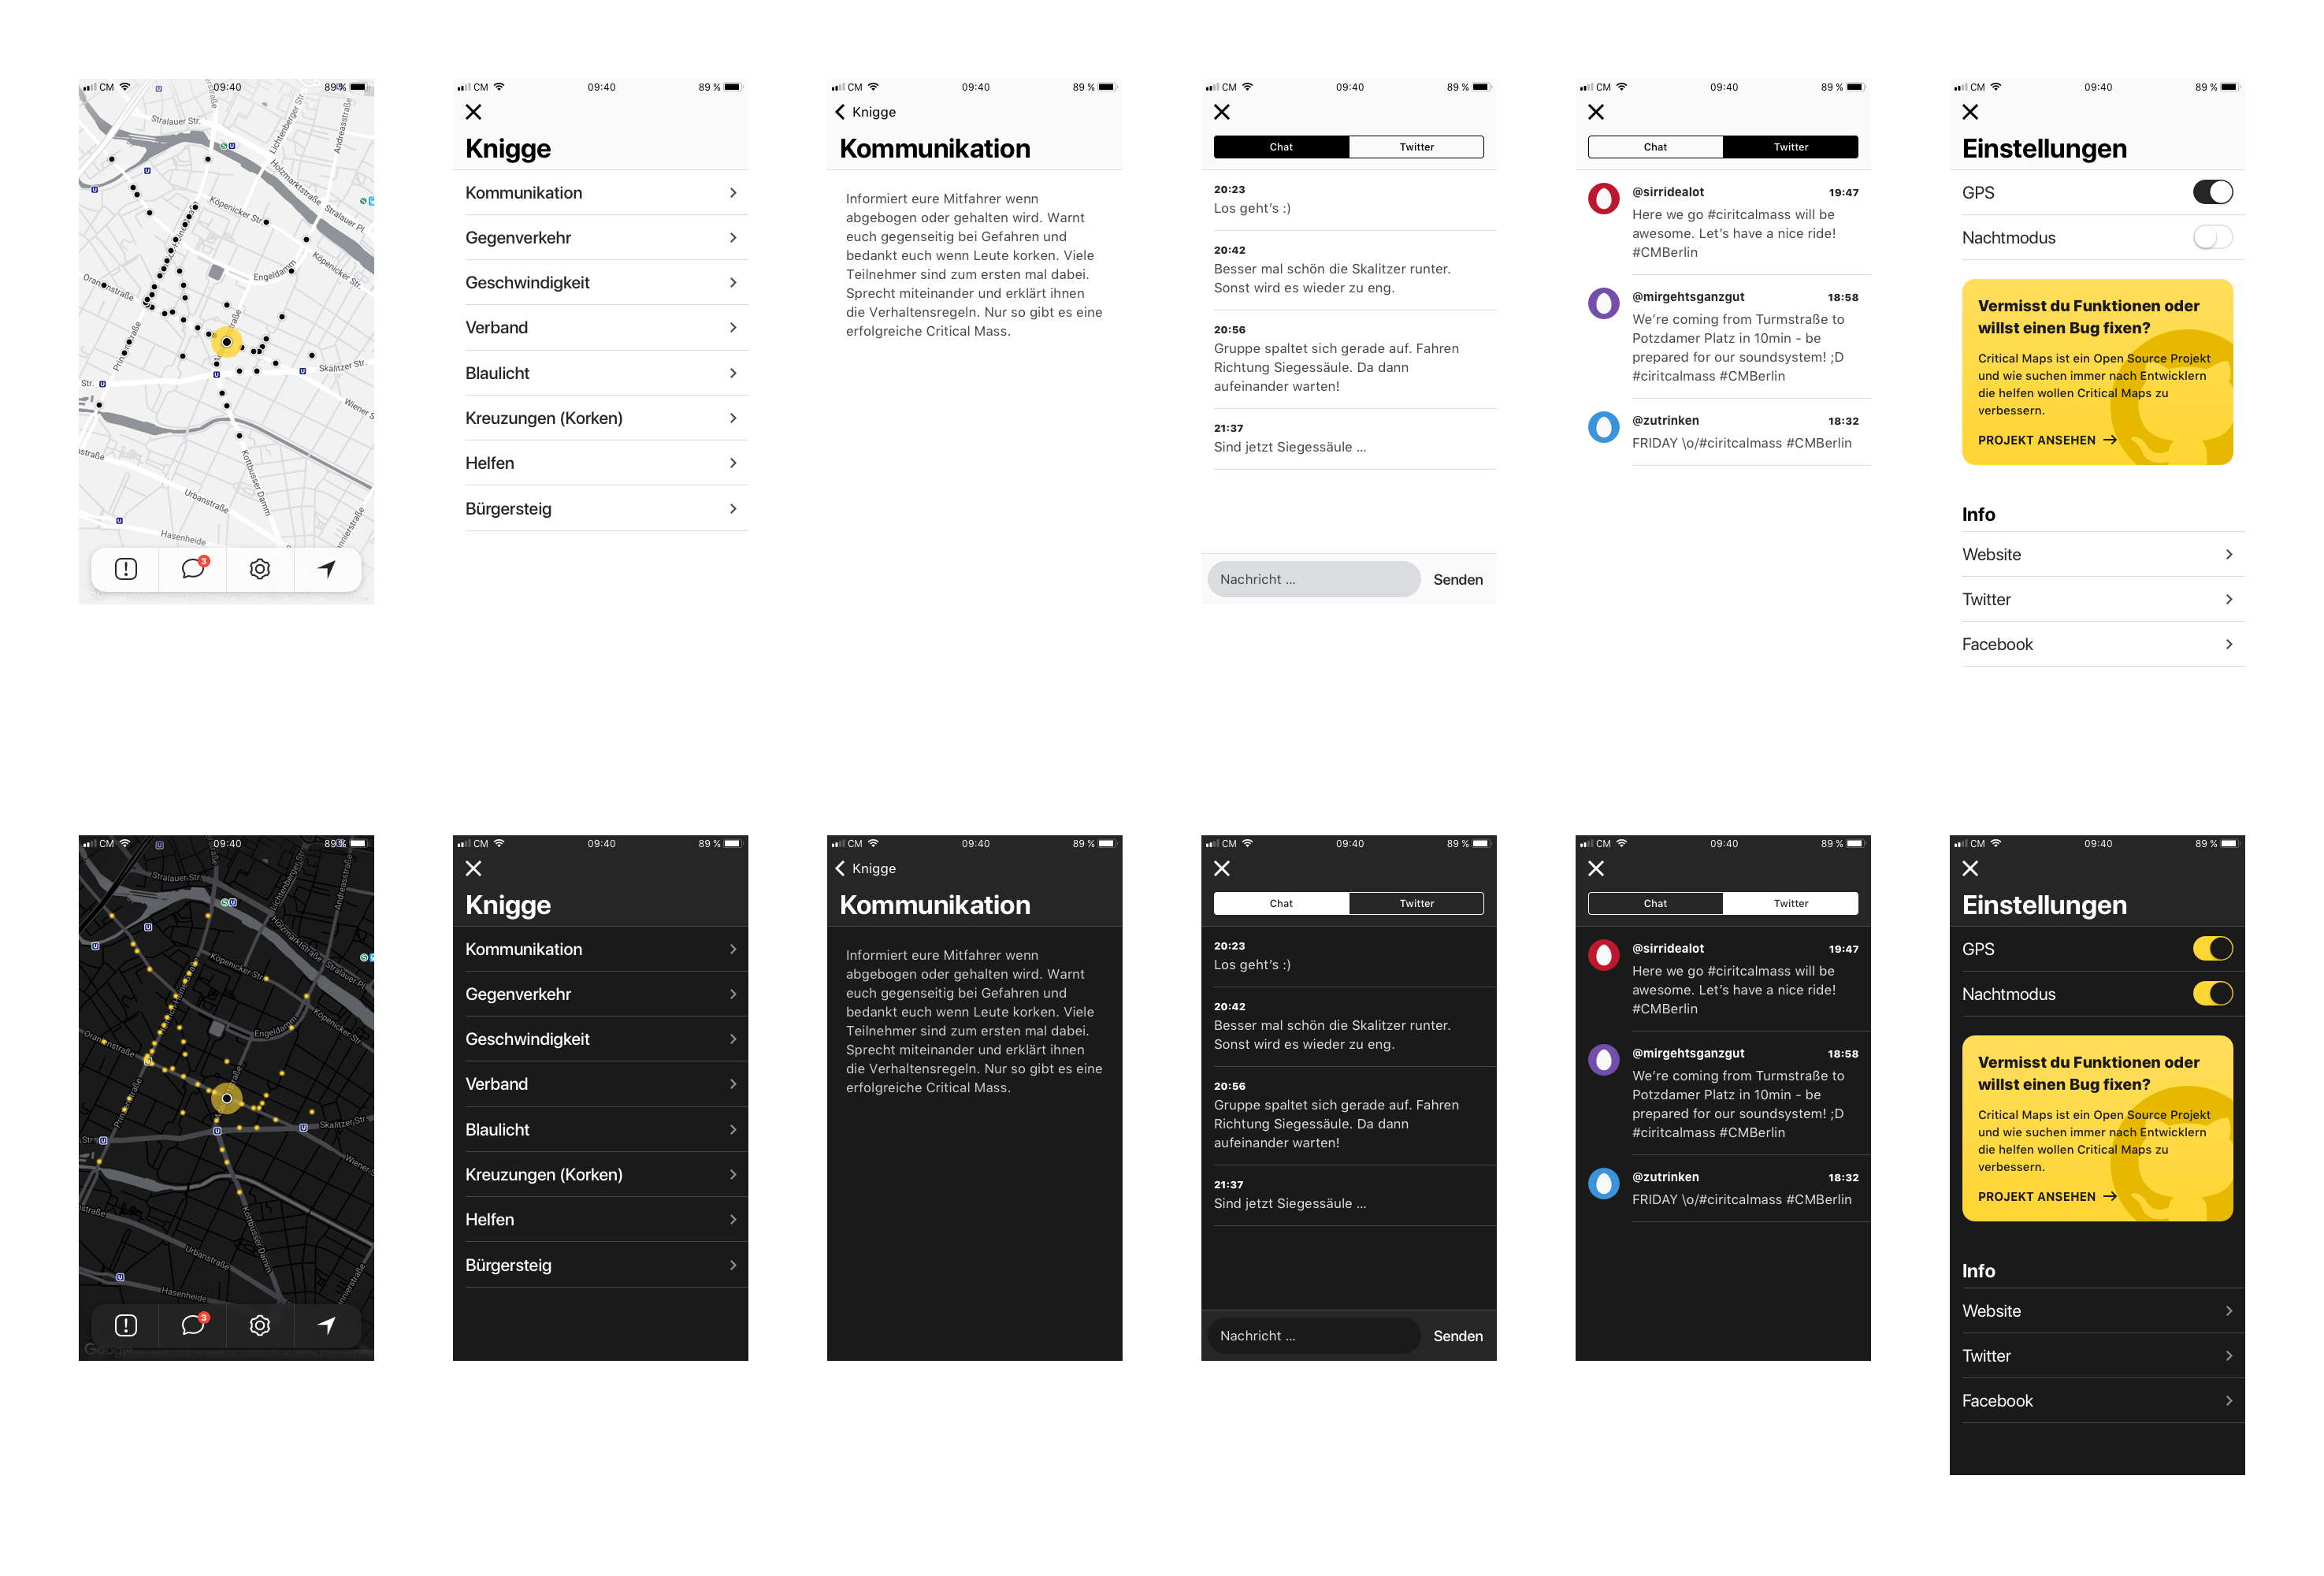 CM 09:40 89 %
Stralauer Str.
Lichtenberger Str.
Andreasstraße
Holzmarktstraße
Stralauer Pl.
Köpenicker Str.
Köpenicker Str.
Engeldamm
Oranienstraße
Prinzenstraße
Skalitzer Str.
Str.
Wiener S
Kottbusser Damm
straße
Urbanstraße
Hasenheide
nnierstraße
3
CM 09:40 89 %
Knigge
Kommunikation
Gegenverkehr
Geschwindigkeit
Verband
Blaulicht
Kreuzungen (Korken)
Helfen
Bürgersteig
CM 09:40 89 %
Knigge
Kommunikation
Informiert eure Mitfahrer wenn
abgebogen oder gehalten wird. Warnt
euch gegenseitig bei Gefahren und
bedankt euch wenn Leute korken. Viele
Teilnehmer sind zum ersten mal dabei.
Sprecht miteinander und erklärt ihnen
die Verhaltensregeln. Nur so gibt es eine
erfolgreiche Critical Mass.
CM 09:40 89 %
Chat Twitter
20:23
Los geht's :)
20:42
Besser mal schön die Skalitzer runter.
Sonst wird es wieder zu eng.
20:56
Gruppe spaltet sich gerade auf. Fahren
Richtung Siegessäule. Da dann
aufeinander warten!
21:37
Sind jetzt Siegessäule ...
Nachricht ... Senden
CM 09:40 89 %
Chat Twitter
@sirridealot 19:47
Here we go #ciritcalmass will be
awesome. Let's have a nice ride!
#CMBerlin
@mirgehtsganzgut 18:58
We're coming from Turmstraße to
Potzdamer Platz in 10min - be
prepared for our soundsystem! ;D
#ciritcalmass #CMBerlin
@zutrinken 18:32
FRIDAY \o/#ciritcalmass #CMBerlin
CM 09:40 89 %
Einstellungen
GPS
Nachtmodus
Vermisst du Funktionen oder
willst einen Bug fixen?
Critical Maps ist ein Open Source Projekt
und wie suchen immer nach Entwicklern
die helfen wollen Critical Maps zu
verbessern.
PROJEKT ANSEHEN
Info
Website
Twitter
Facebook
CM 09:40 89 %
Stralauer Str.
Lichtenberger Str.
Andreasstraße
Holzmarktstraße
Stralauer Pl.
Köpenicker Str.
Köpenicker Str.
Engeldamm
Oranienstraße
Prinzenstraße
Skalitzer Str.
Str.
Wiener S
Kottbusser Damm
straße
Urbanstraße
Hasenheide
nnierstraße
3
Google
CM 09:40 89 %
Knigge
Kommunikation
Gegenverkehr
Geschwindigkeit
Verband
Blaulicht
Kreuzungen (Korken)
Helfen
Bürgersteig
CM 09:40 89 %
Knigge
Kommunikation
Informiert eure Mitfahrer wenn
abgebogen oder gehalten wird. Warnt
euch gegenseitig bei Gefahren und
bedankt euch wenn Leute korken. Viele
Teilnehmer sind zum ersten mal dabei.
Sprecht miteinander und erklärt ihnen
die Verhaltensregeln. Nur so gibt es eine
erfolgreiche Critical Mass.
CM 09:40 89 %
Chat Twitter
20:23
Los geht's :)
20:42
Besser mal schön die Skalitzer runter.
Sonst wird es wieder zu eng.
20:56
Gruppe spaltet sich gerade auf. Fahren
Richtung Siegessäule. Da dann
aufeinander warten!
21:37
Sind jetzt Siegessäule ...
Nachricht ... Senden
CM 09:40 89 %
Chat Twitter
@sirridealot 19:47
Here we go #ciritcalmass will be
awesome. Let's have a nice ride!
#CMBerlin
@mirgehtsganzgut 18:58
We're coming from Turmstraße to
Potzdamer Platz in 10min - be
prepared for our soundsystem! ;D
#ciritcalmass #CMBerlin
@zutrinken 18:32
FRIDAY \o/#ciritcalmass #CMBerlin
CM 09:40 89 %
Einstellungen
GPS
Nachtmodus
Vermisst du Funktionen oder
willst einen Bug fixen?
Critical Maps ist ein Open Source Projekt
und wie suchen immer nach Entwicklern
die helfen wollen Critical Maps zu
verbessern.
PROJEKT ANSEHEN
Info
Website
Twitter
Facebook